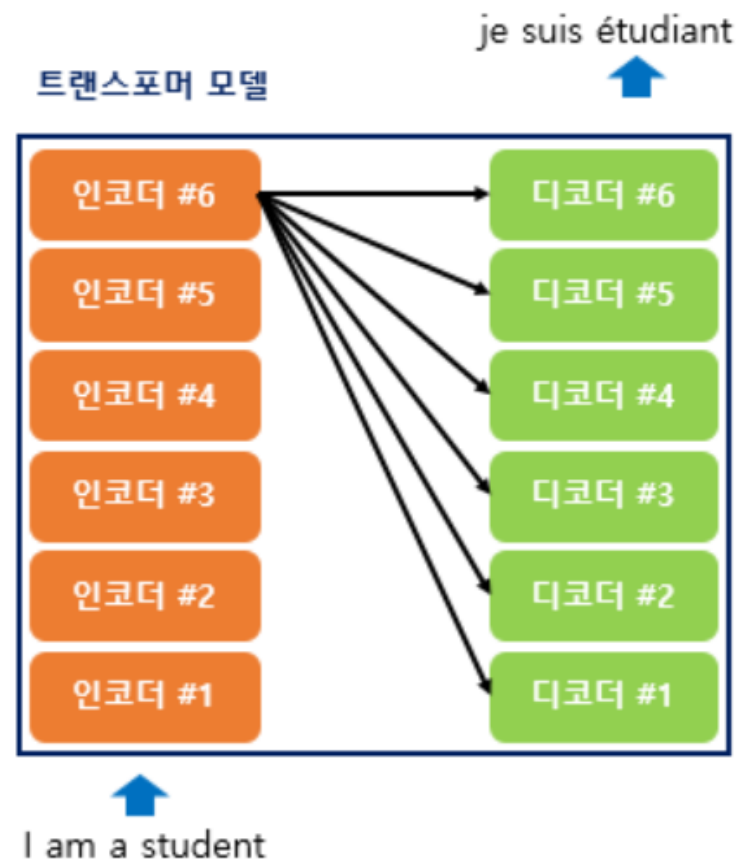 je suis étudiant
트랜스포머 모델
인코더 #6
디코더 #6
인코더 #5
디코더 #5
인코더 #4
디코더 #4
인코더 #3
디코더 #3
인코더 #2
디코더 #2
인코더 #1
디코더 #1
I am a student